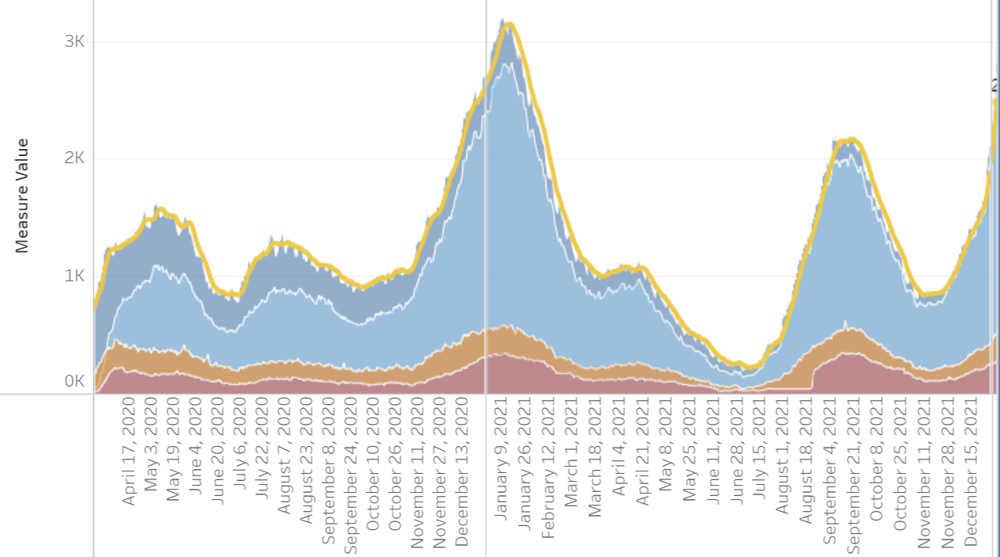 Measure Value
3K
2K
1K
0K
April 17, 2020
May 3, 2020
May 19, 2020
June 4, 2020
June 20, 2020
July 6, 2020
July 22, 2020
August 7, 2020
August 23, 2020
September 8, 2020
September 24, 2020
October 10, 2020
October 26, 2020
November 11, 2020
November 27, 2020
December 13, 2020
January 9, 2021
January 26, 2021
February 12, 2021
March 1, 2021
March 18, 2021
April 4, 2021
April 21, 2021
May 8, 2021
May 25, 2021
June 11, 2021
June 28, 2021
July 15, 2021
August 1, 2021
August 18, 2021
September 4, 2021
September 21, 2021
October 8, 2021
October 25, 2021
November 11, 2021
November 28, 2021
December 15, 2021